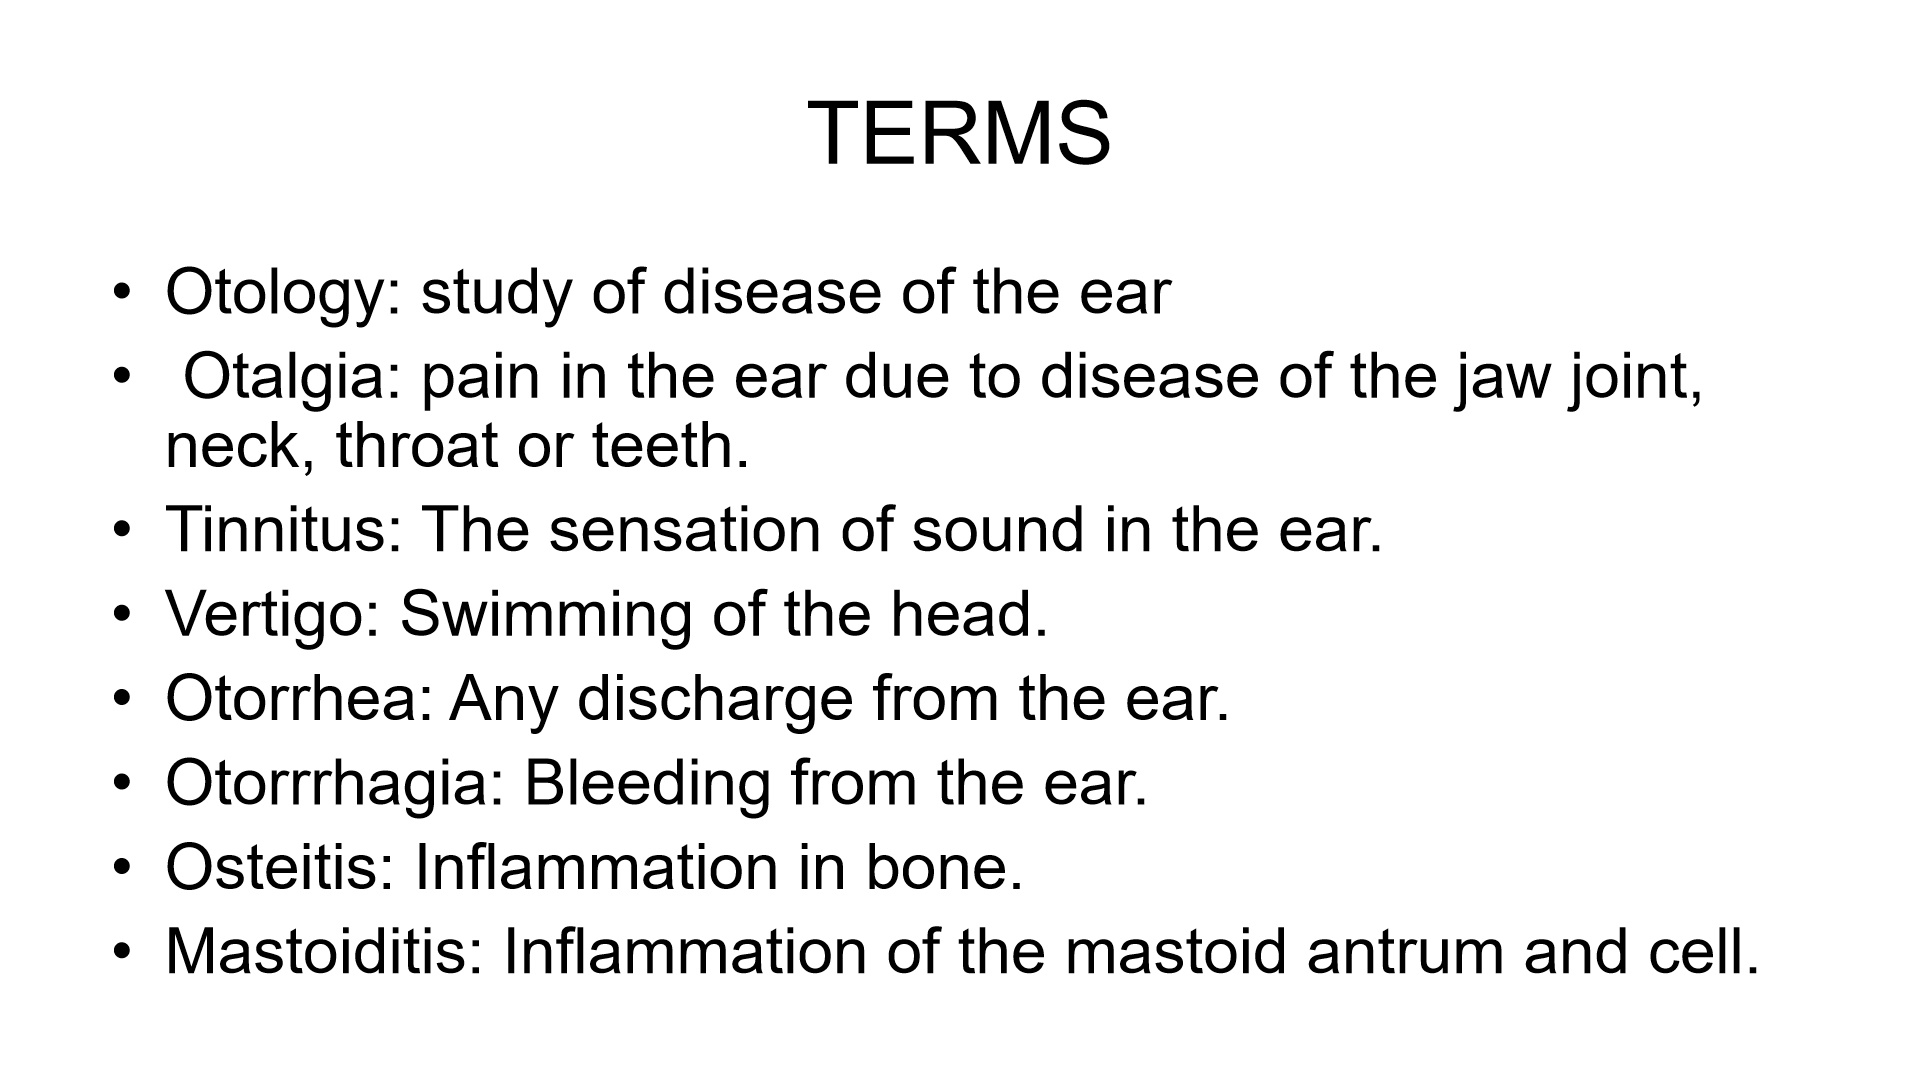 TERMS
• Otology: study of disease of the ear
• Otalgia: pain in the ear due to disease of the jaw joint,
neck, throat or teeth.
• Tinnitus: The sensation of sound in the ear.
• Vertigo: Swimming of the head.
• Otorrhea: Any discharge from the ear.
• Otorrrhagia: Bleeding from the ear.
• Osteitis: Inflammation in bone.
• Mastoiditis: Inflammation of the mastoid antrum and cell.